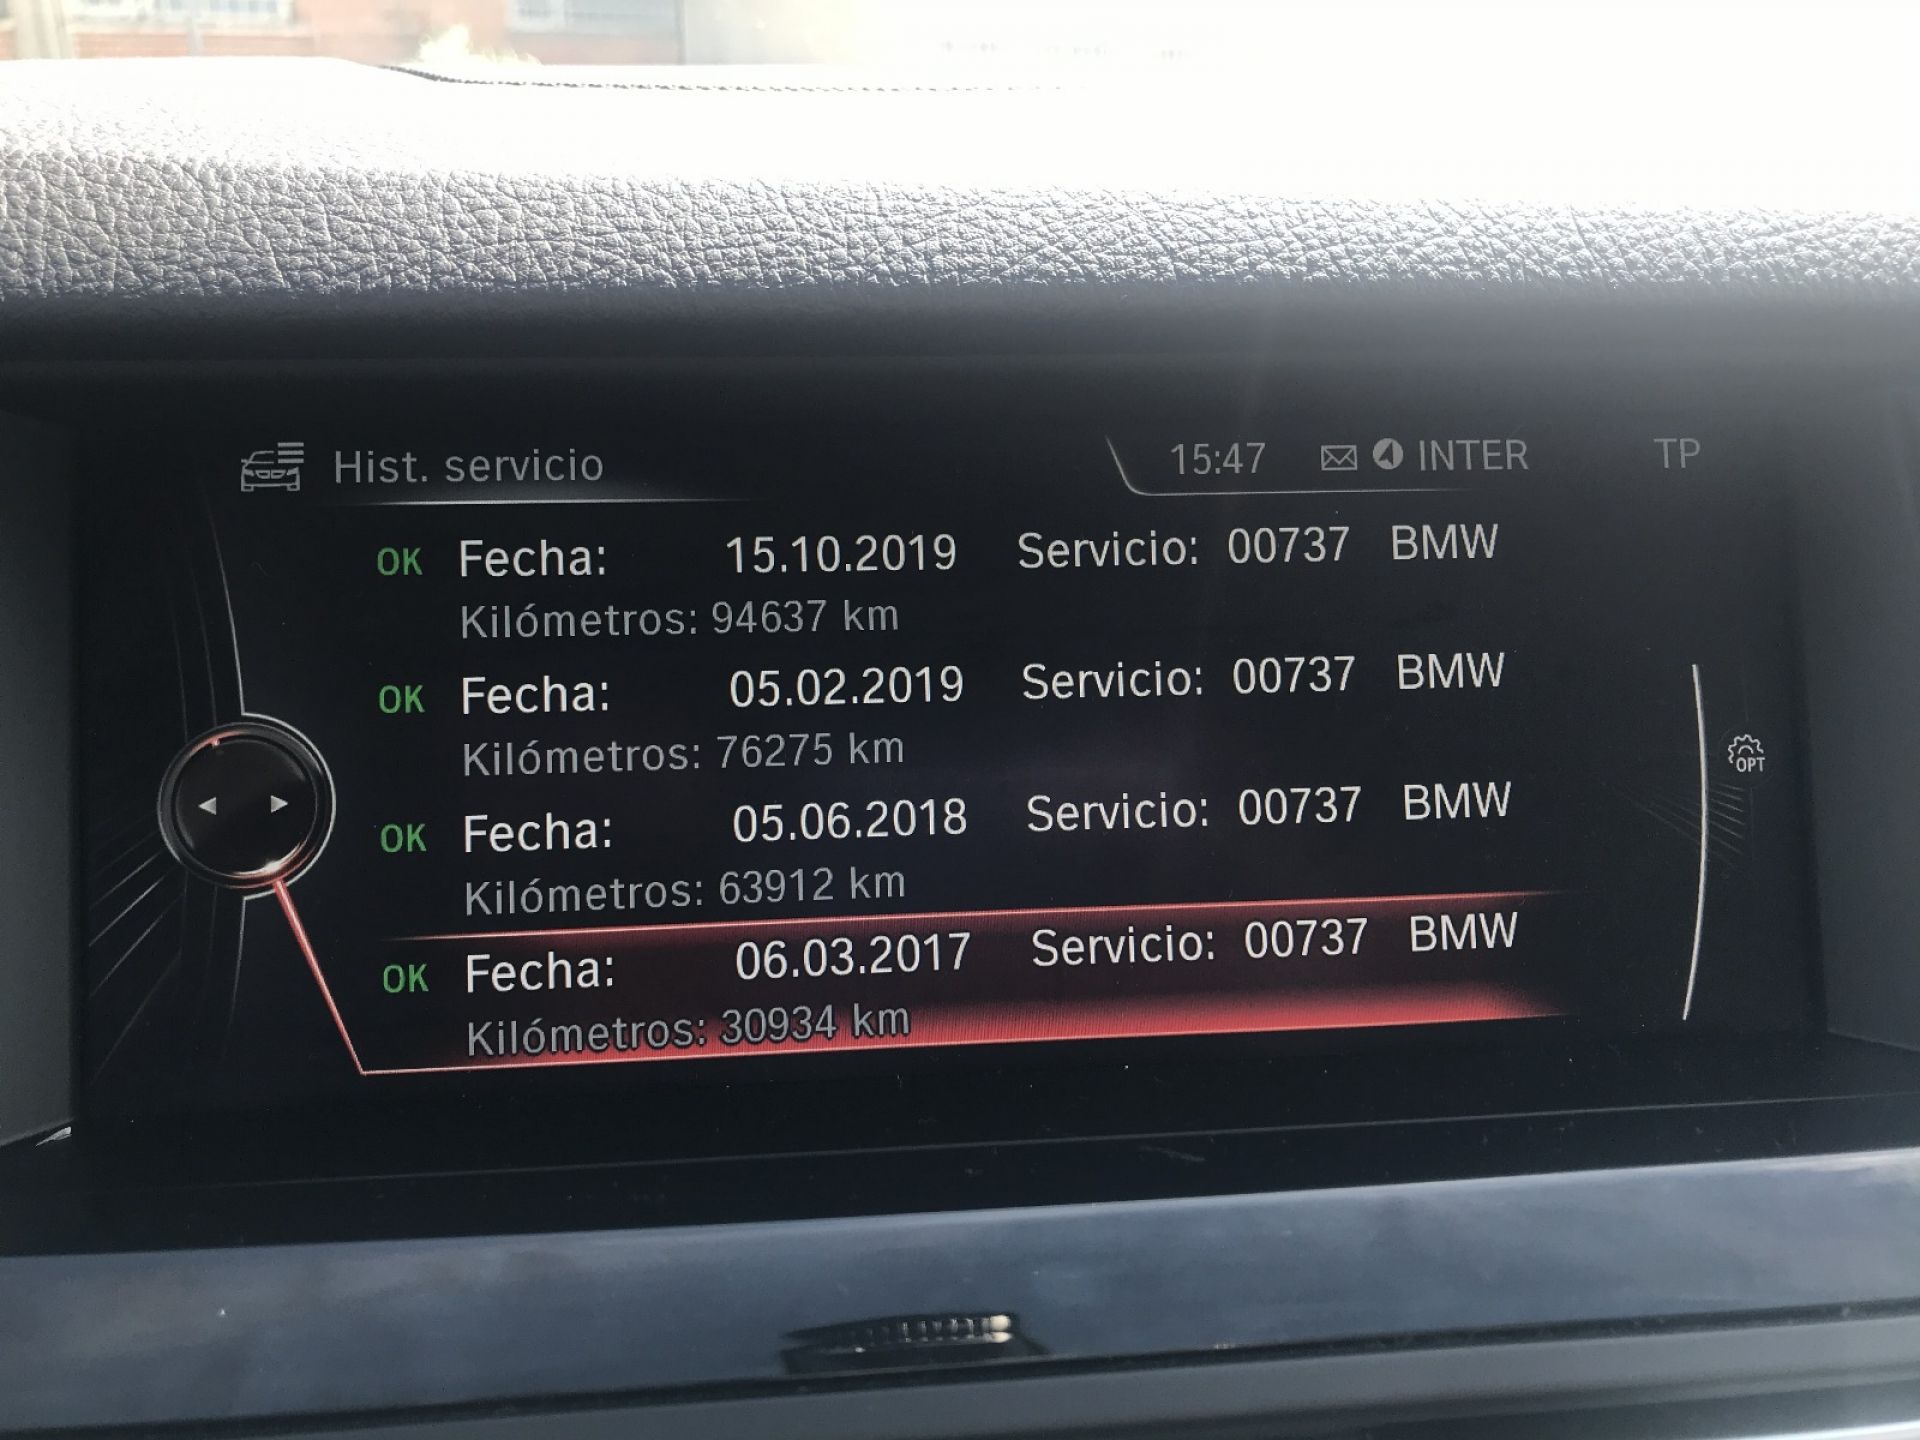 Hist. servicio 15:47 INTER TP
OK Fecha: 15.10.2019 Servicio: 00737 BMW
Kilómetros: 94637 km
OK Fecha: 05.02.2019 Servicio: 00737 BMW
Kilómetros: 76275 km
OPT
OK Fecha: 05.06.2018 Servicio: 00737 BMW
Kilómetros: 63912 km
OK Fecha: 06.03.2017 Servicio: 00737 BMW
Kilómetros: 30934 km